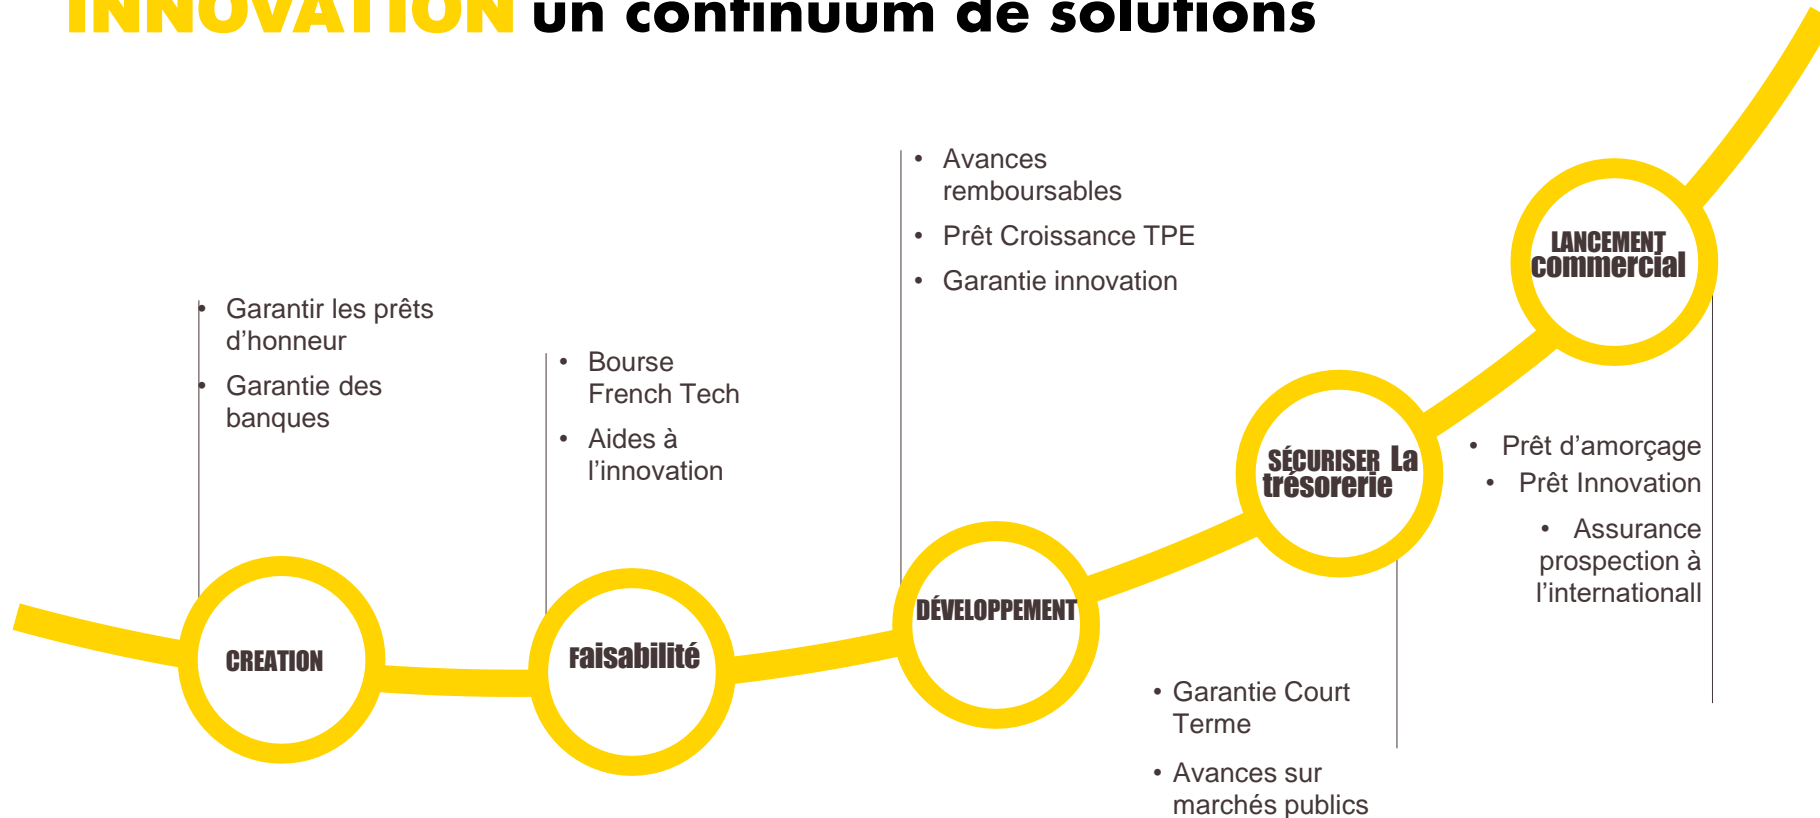 INNOVATION un continuum de solutions
• Garantir les prêts
d’honneur
• Garantie des
banques
CREATION
• Bourse
French Tech
• Aides à
l’innovation
Faisabilité
• Avances
remboursables
• Prêt Croissance TPE
• Garantie innovation
DÉVELOPPEMENT
SÉCURISER La
trésorerie
• Garantie Court
Terme
• Avances sur
marchés publics
LANCEMENT
commercial
• Prêt d’amorçage
• Prêt Innovation
• Assurance
prospection à
l’internationall